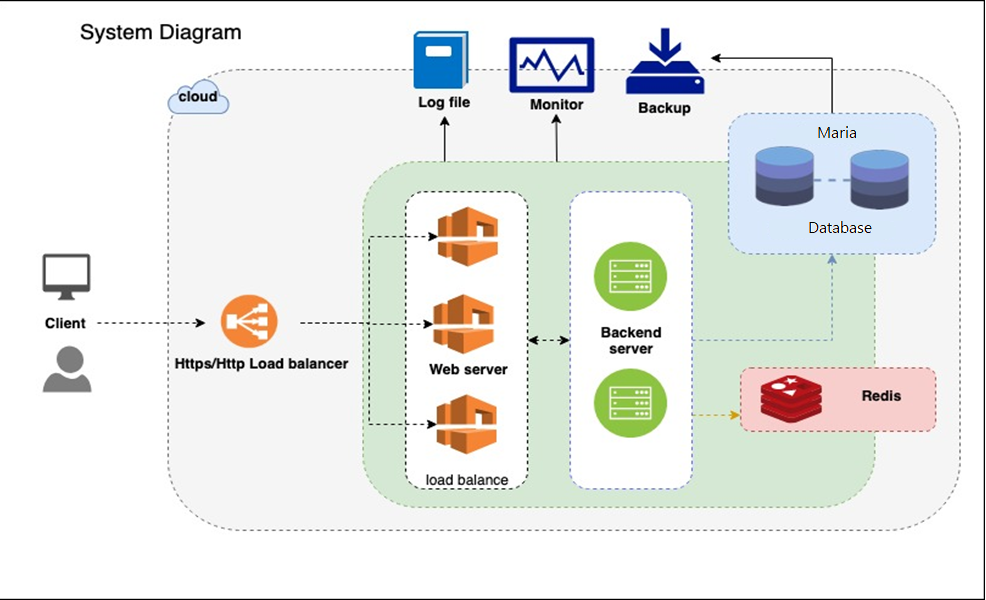 System Diagram
cloud
Log file
Monitor
Backup
Maria
Database
Client
Https/Http Load balancer
Web server
load balance
Backend
server
Redis